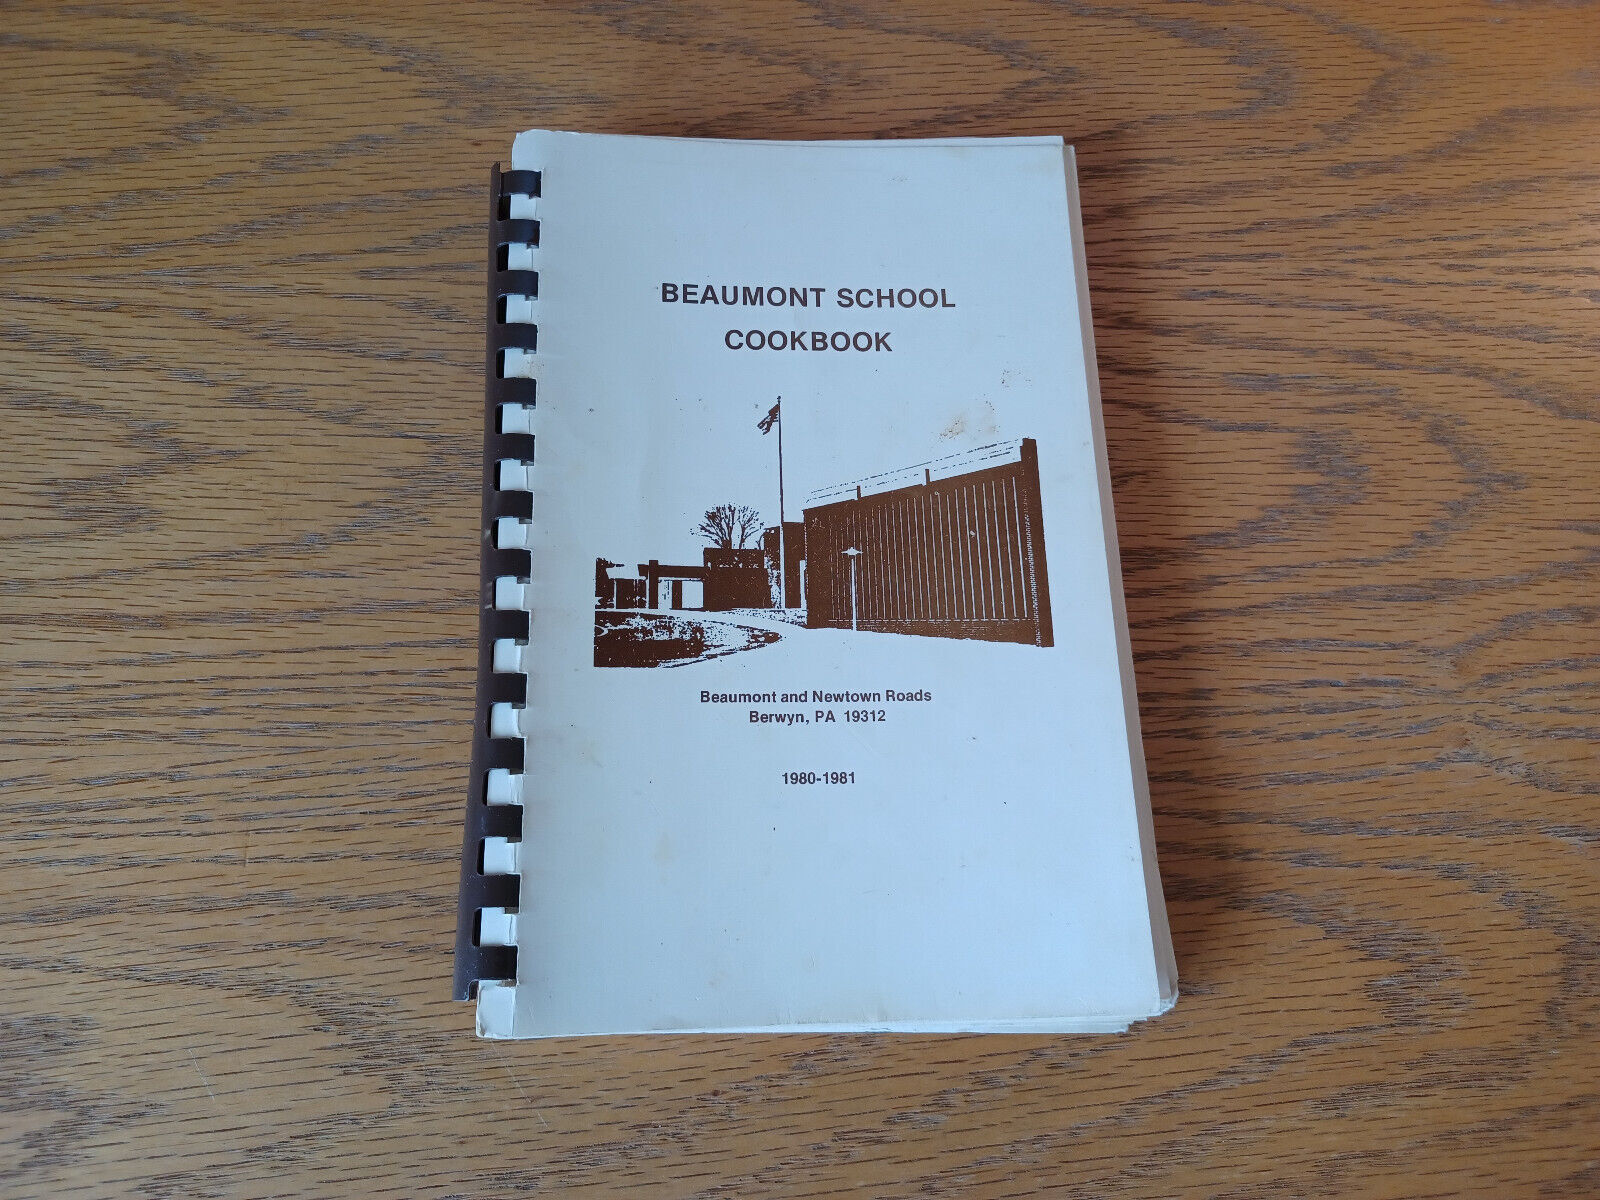 BEAUMONT SCHOOL
COOKBOOK
Beaumont and Newtown Roads
Berwyn, PA 19312
1980-1981